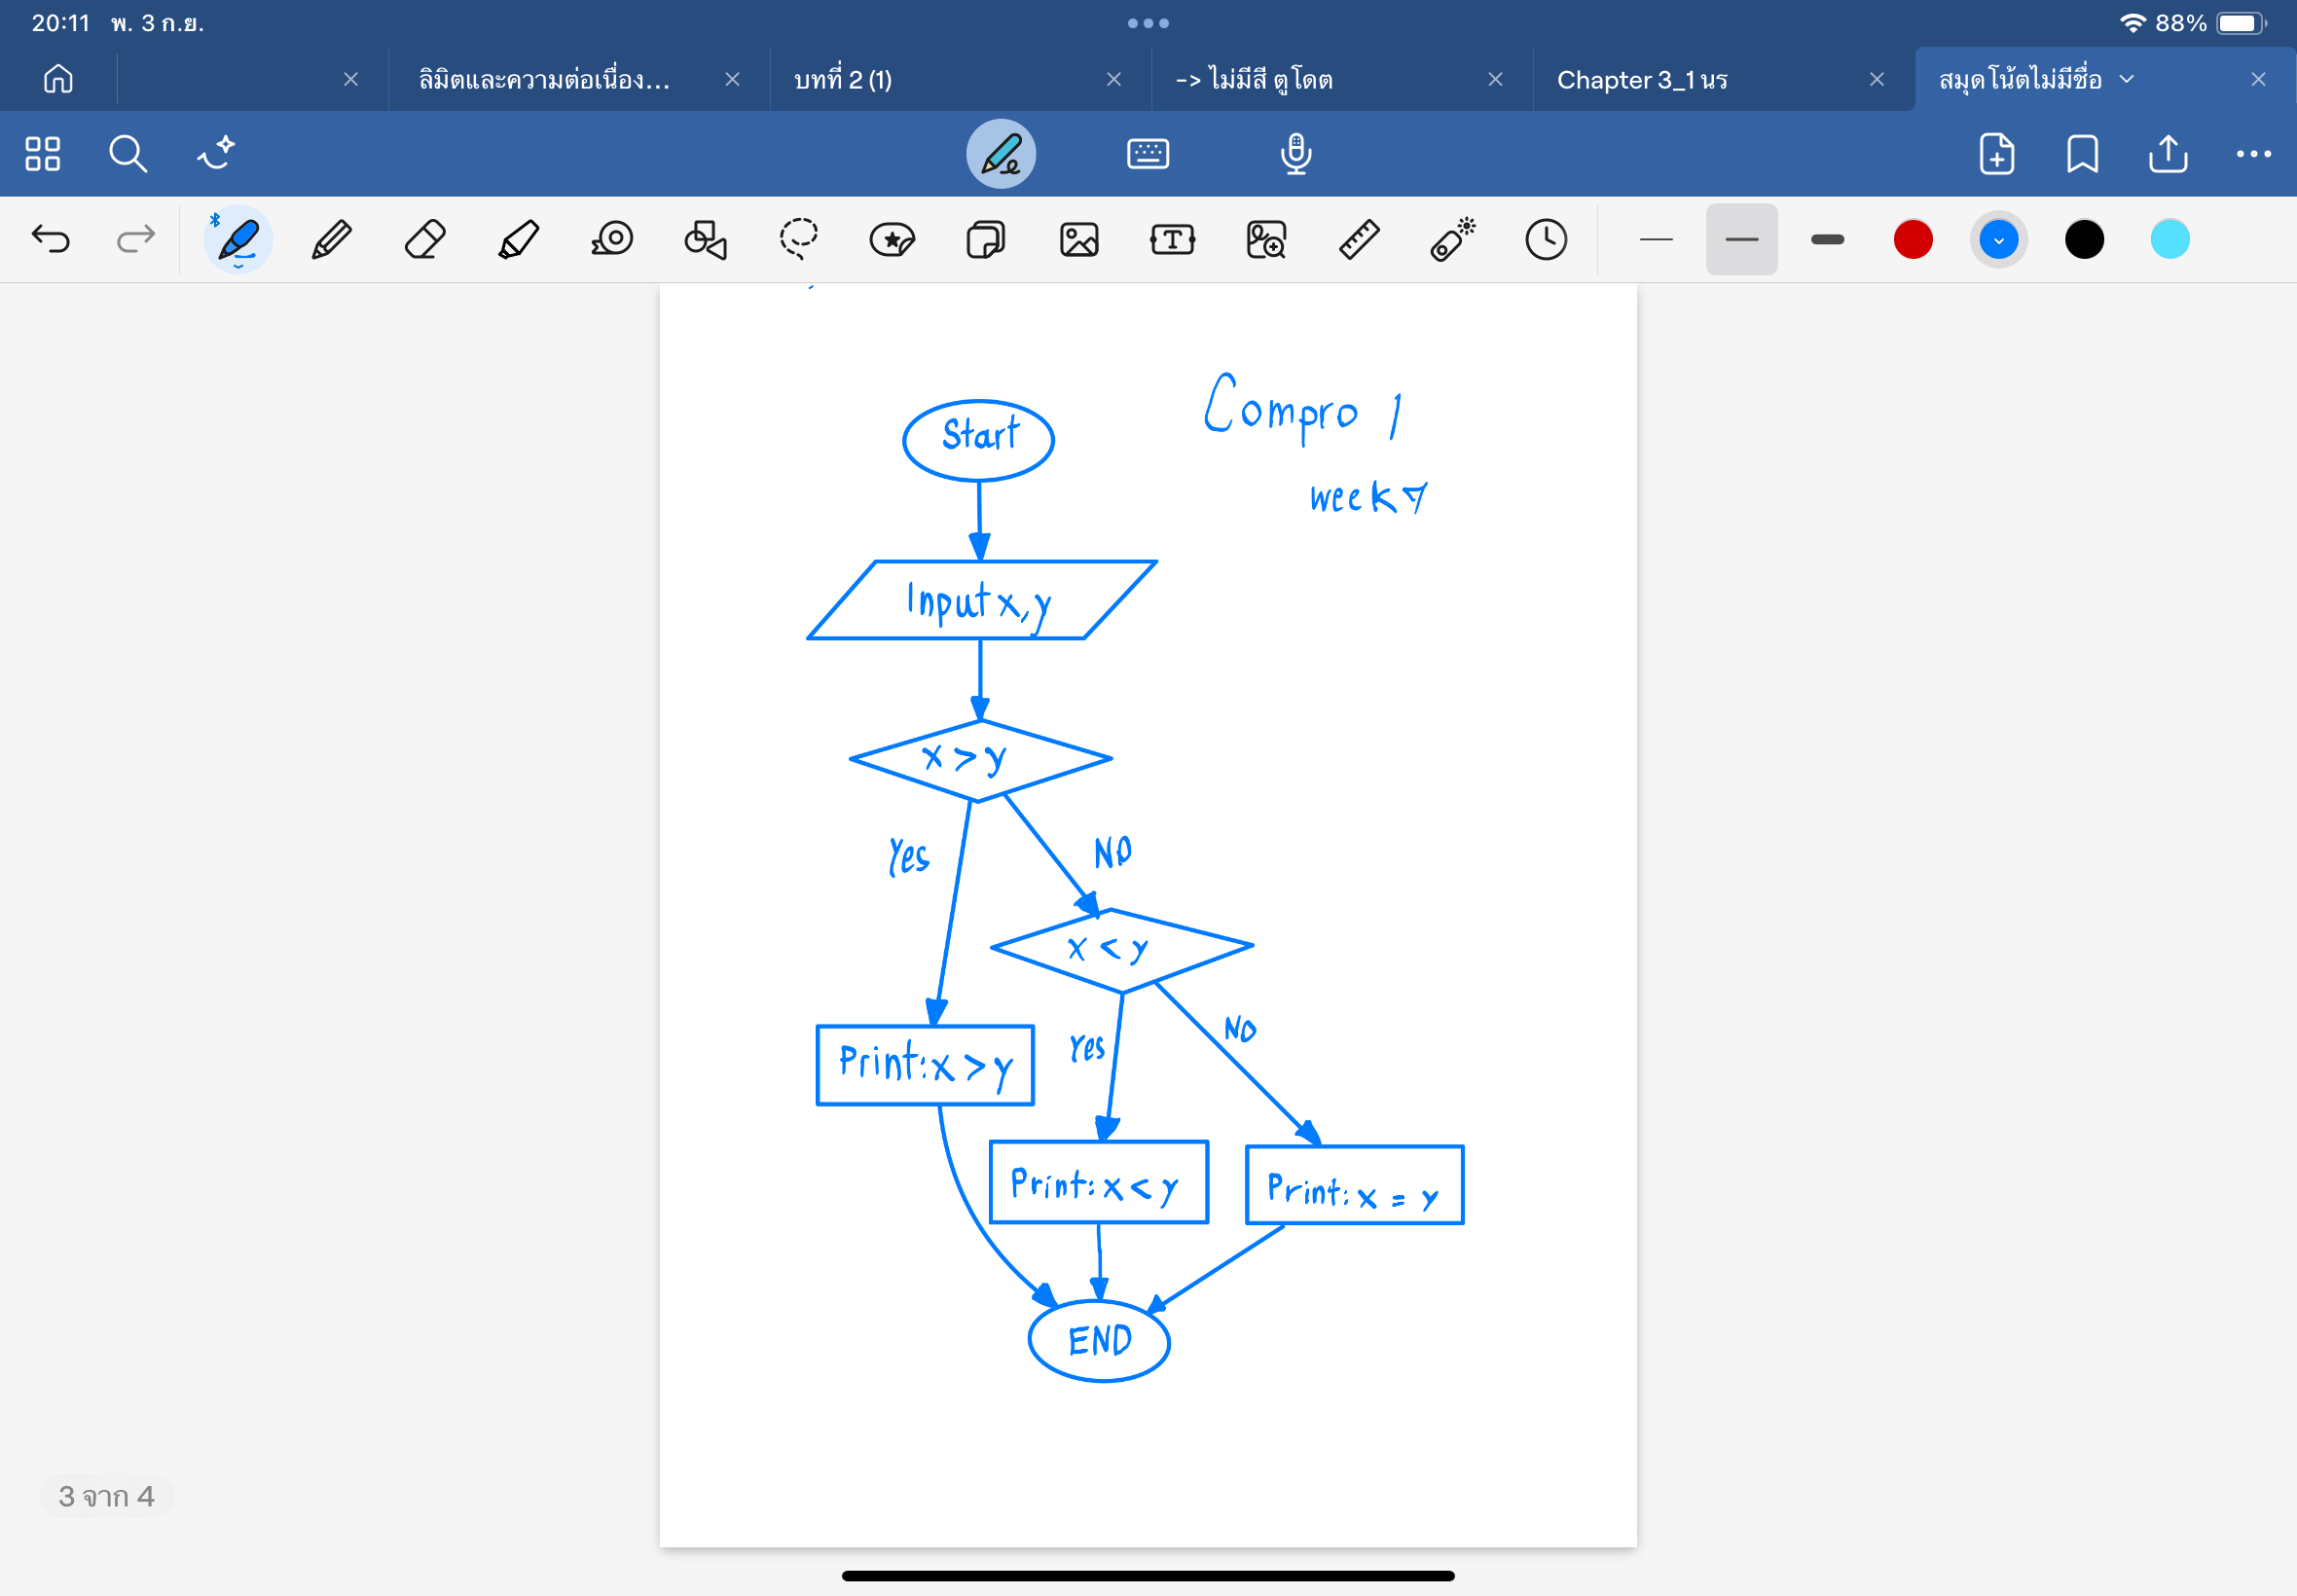 20:11 พ. 3 ก.ย. 88%
ลิมิตและความต่อเนื่อง... บทที่ 2 (1) -> ไม่มีสี ตูโดต Chapter 3_1 นร สมุดโน้ตไม่มีชื่อ
Compro 1
Start
week 7
Input x, y
x > y
Yes NO
x < y
Yes NO
Print: x > y
Print: x < y Print: x = y
END
3 จาก 4